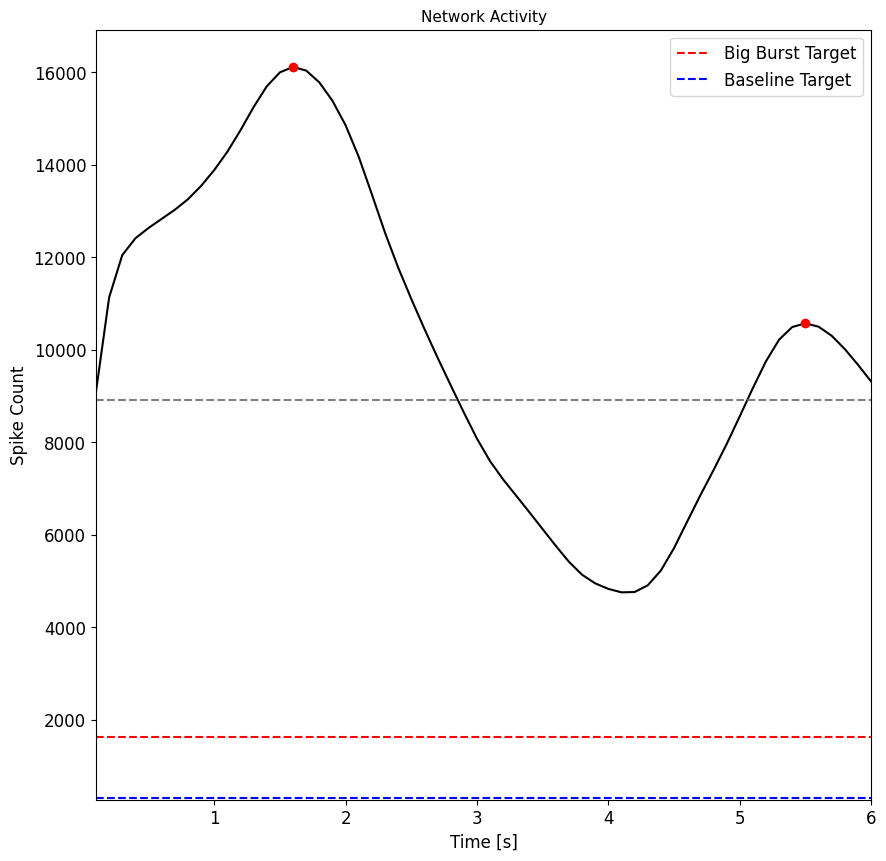 Network Activity
Big Burst Target
Baseline Target
16000
14000
12000
10000
8000
6000
4000
2000
Spike Count
1 2 3 4 5 6
Time [s]